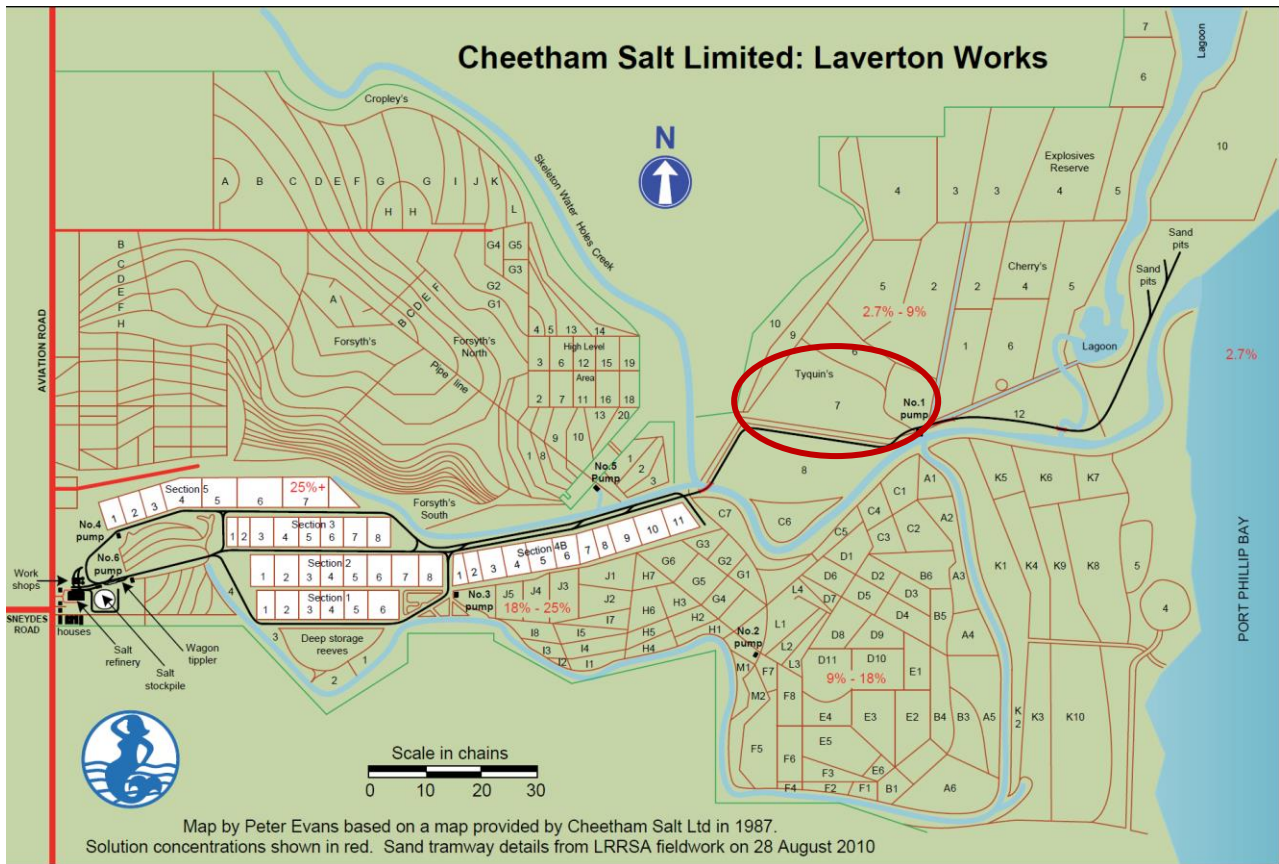 Cheetham Salt Limited: Laverton Works
N
Cropley's
Skeleton Water Holes Creek
Lagoon
7
6
10
Explosives
Reserve
4 3 3 4 5
A B C D E F G G I J K
H H L
AVIATION ROAD
B
C
D
E
F
H
A
Forsyth's
B C D E F
Pipe line
Forsyth's
North
G4 G5
G3
G2
G1
4 5 13 14
High Level
3 6 12 15 19
Area
2 7 11 16 18
13 20
9 10
1 8
Sand
pits
Sand
pits
Cherry's
5 2 2 4 5
2.7% - 9%
10
9
6
1 6
Lagoon
2.7%
Tyquin's
7
No.1
pump
12
8
No.5
Pump
1
2
3
Forsyth's
South
Section 5
1 2 3 4 5 6 7
25%+
No.4
pump
No.6
pump
Work
shops
SNEYDES
ROAD
houses
Salt
refinery
Salt
stockpile
Wagon
tippler
Section 3
1 2 3 4 5 6 7 8
Section 2
1 2 3 4 5 6 7 8
Section 1
1 2 3 4 5 6
Section 4B
1 2 3 4 5 6 7 8 9 10 11
4
3
Deep storage
reeves
1
2
No.3
pump
18% - 25%
J5 J4 J3
J1
J2
I7
I8 I5
I3 I4
I2 I1
H7
H6 H3
H5 H2
H4 H1
G3
G6 G2
G5 G1
G4
C7
C6
C5
C4 C1
C3 C2
A1
A2
D1
D6 D2 B6 A3
D7 D5 D3
D4 B5
D8 D9 A4
D11 D10 E1
9% - 18%
L4
L1
L2
L3
No.2
pump
M1
M2
F7
F8
F5
F6
F4 F2 F1 B1
F3 E6
E5
E4 E3 E2 B4 B3 A5
A6
K5 K6 K7
K1 K4 K9 K8 5
4
K
2
K3 K10
PORT PHILLIP BAY
Scale in chains
0 10 20 30
Map by Peter Evans based on a map provided by Cheetham Salt Ltd in 1987.
Solution concentrations shown in red. Sand tramway details from LRRSA fieldwork on 28 August 2010